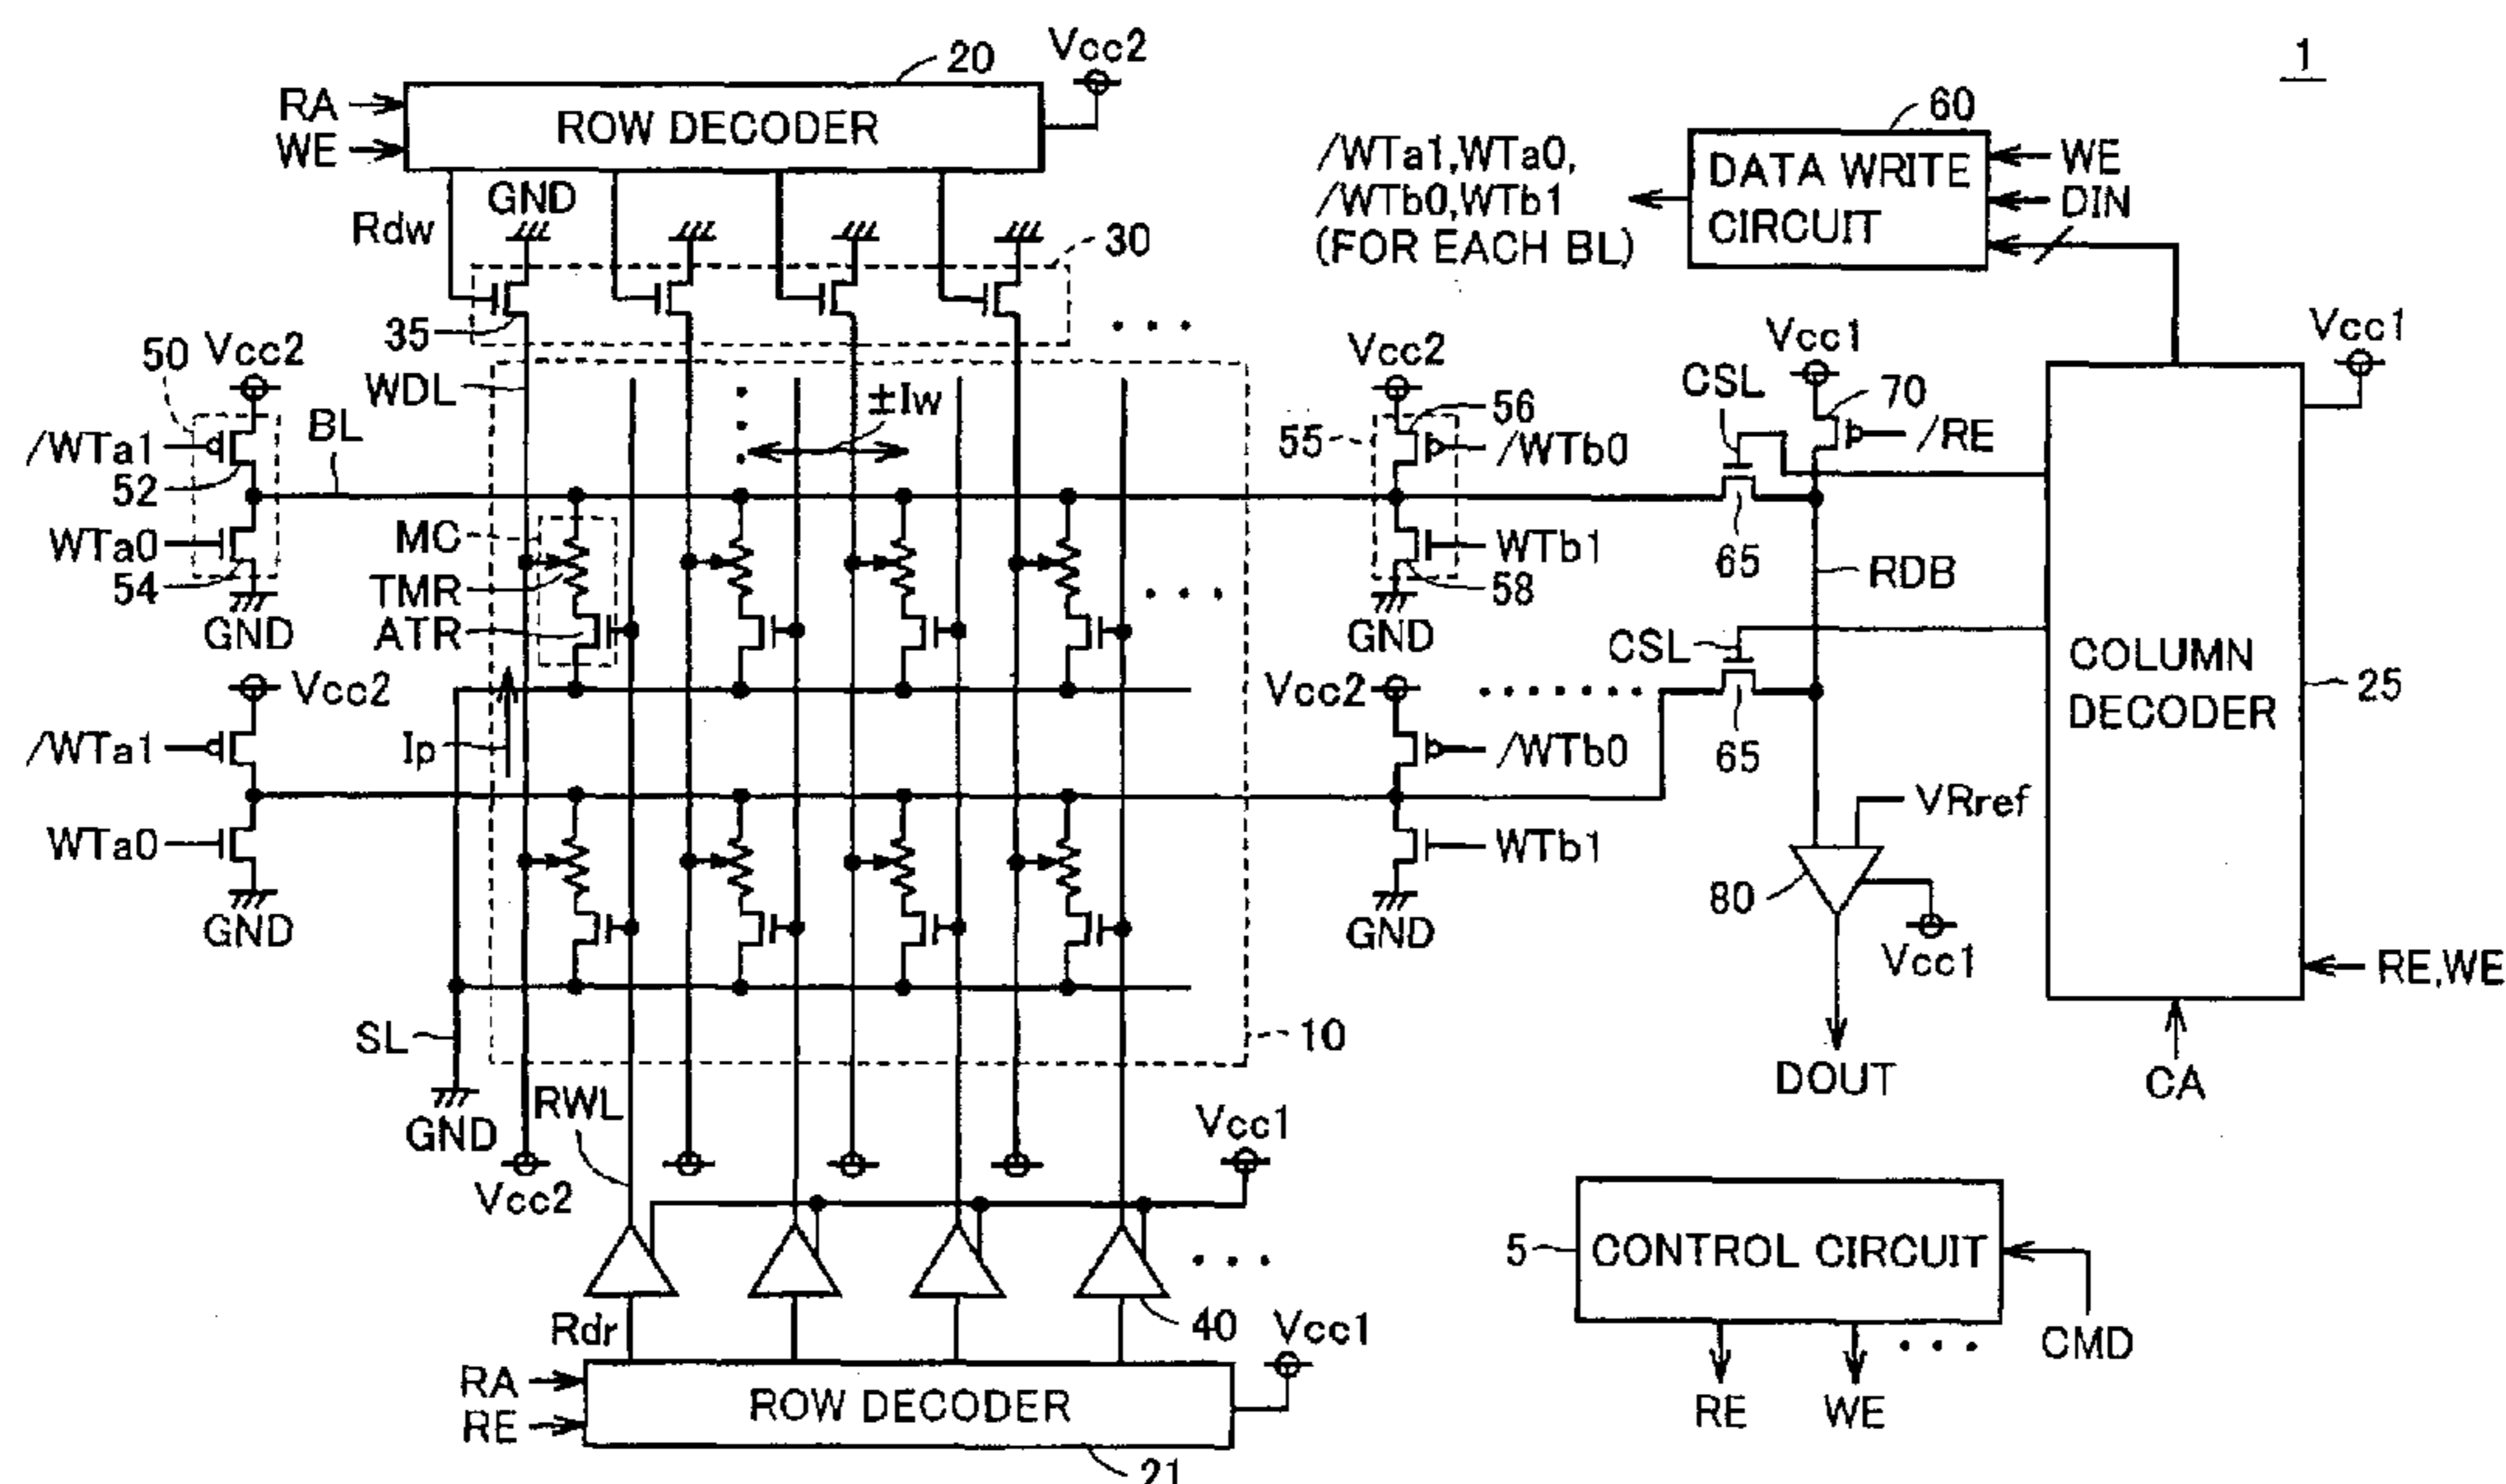 1
20
Vcc2
RA
WE
ROW DECODER
60
/WTa1,WTa0,
/WTb0,WTb1
(FOR EACH BL)
DATA WRITE
CIRCUIT
WE
DIN
GND
Rdw
30
35
50
Vcc2
WDL
±Iw
Vcc2
CSL
Vcc1
70
Vcc1
/WTa1
52
BL
55
56
/WTb0
/RE
WTa0
54
GND
MC
TMR
ATR
WTb1
58
GND
65
RDB
CSL
COLUMN
DECODER
25
Vcc2
Vcc2
65
/WTa1
Ip
/WTb0
VRref
WTa0
GND
WTb1
GND
80
Vcc1
RE,WE
SL
10
DOUT
CA
GND
RWL
Vcc1
Vcc2
5
CONTROL CIRCUIT
Rdr
40
Vcc1
CMD
RA
RE
ROW DECODER
RE
WE
21